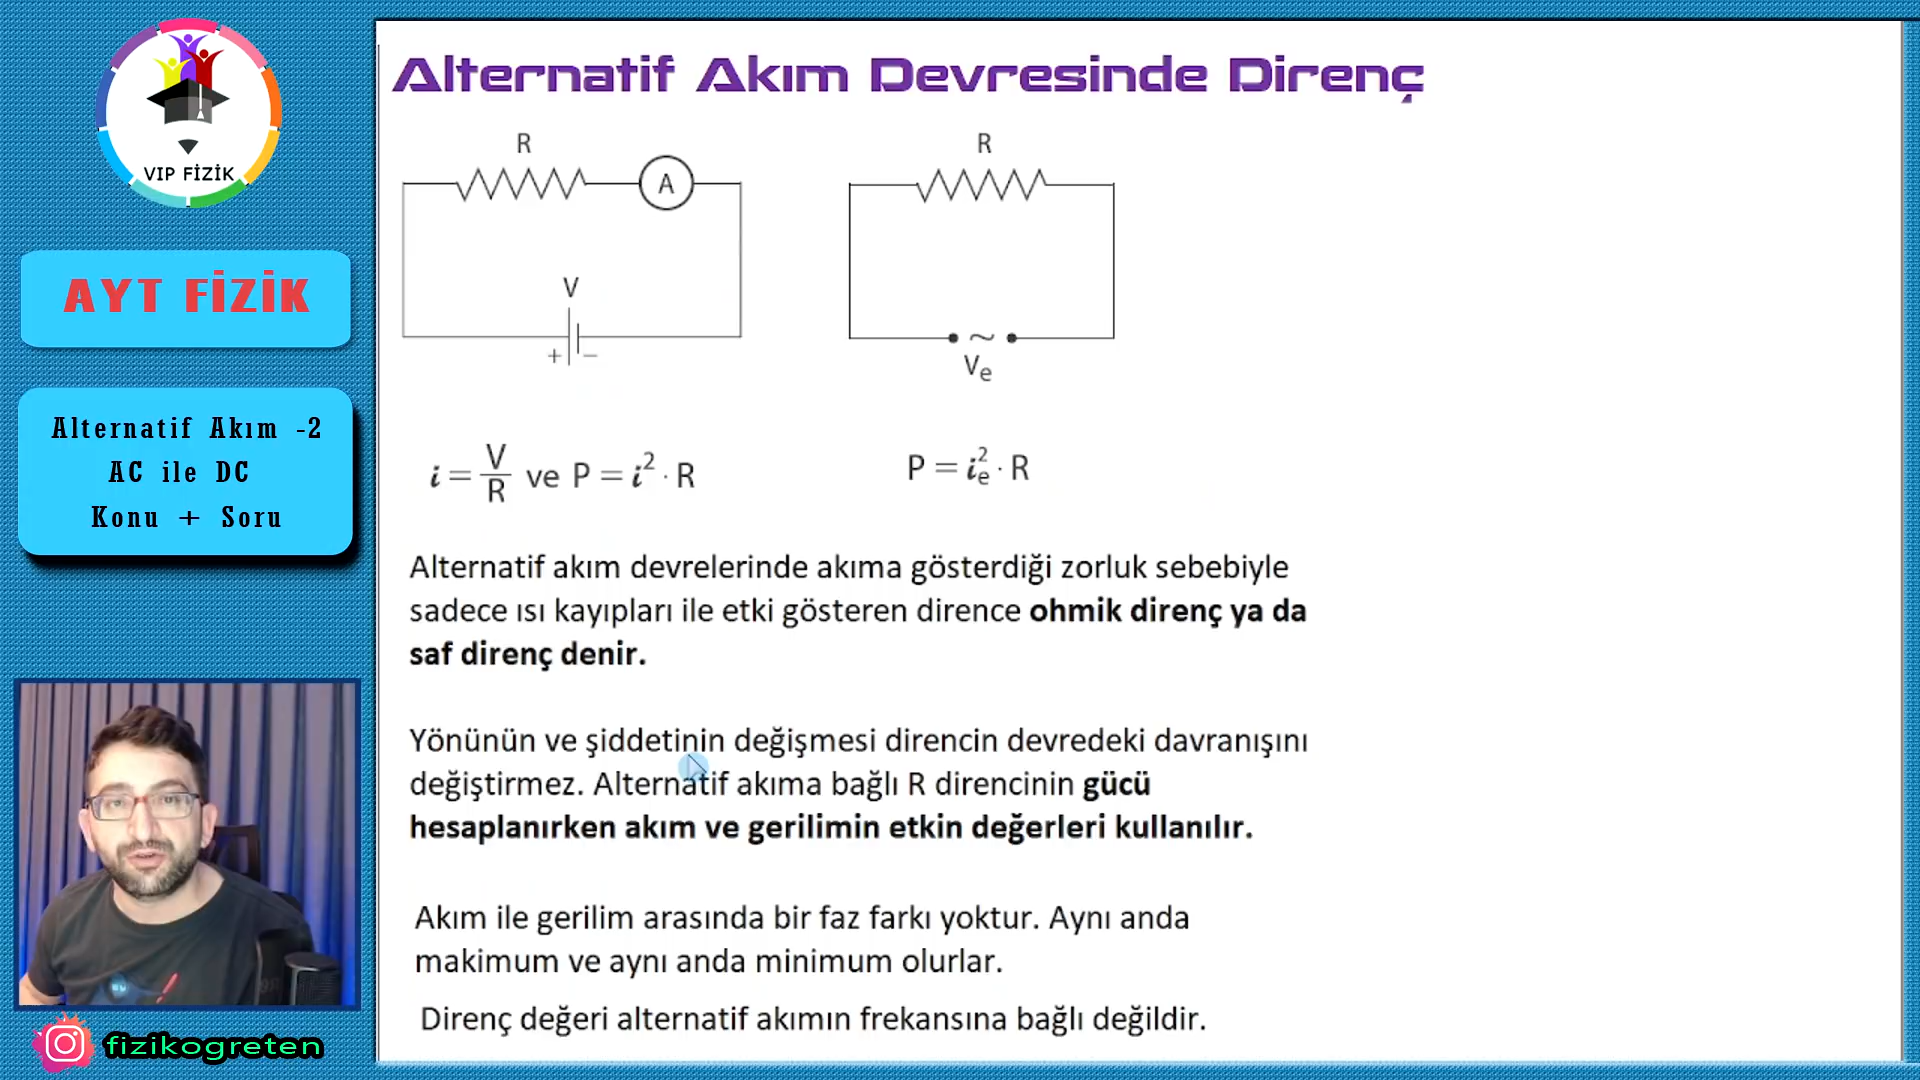 VIP FİZİK
AYT FİZİK
Alternatif Akım -2
AC ile DC
Konu + Soru
fizikogreten
Alternatif Akım Devresinde Direnç
R
A
V
+ −
R
~
Ve
i = V/R ve P = i² · R
P = iₑ² · R
Alternatif akım devrelerinde akıma gösterdiği zorluk sebebiyle
sadece ısı kayıpları ile etki gösteren dirence ohmik direnç ya da
saf direnç denir.
Yönünün ve şiddetinin değişmesi direncin devredeki davranışını
değiştirmez. Alternatif akıma bağlı R direncinin gücü
hesaplanırken akım ve gerilimin etkin değerleri kullanılır.
Akım ile gerilim arasında bir faz farkı yoktur. Aynı anda
makimum ve aynı anda minimum olurlar.
Direnç değeri alternatif akımın frekansına bağlı değildir.